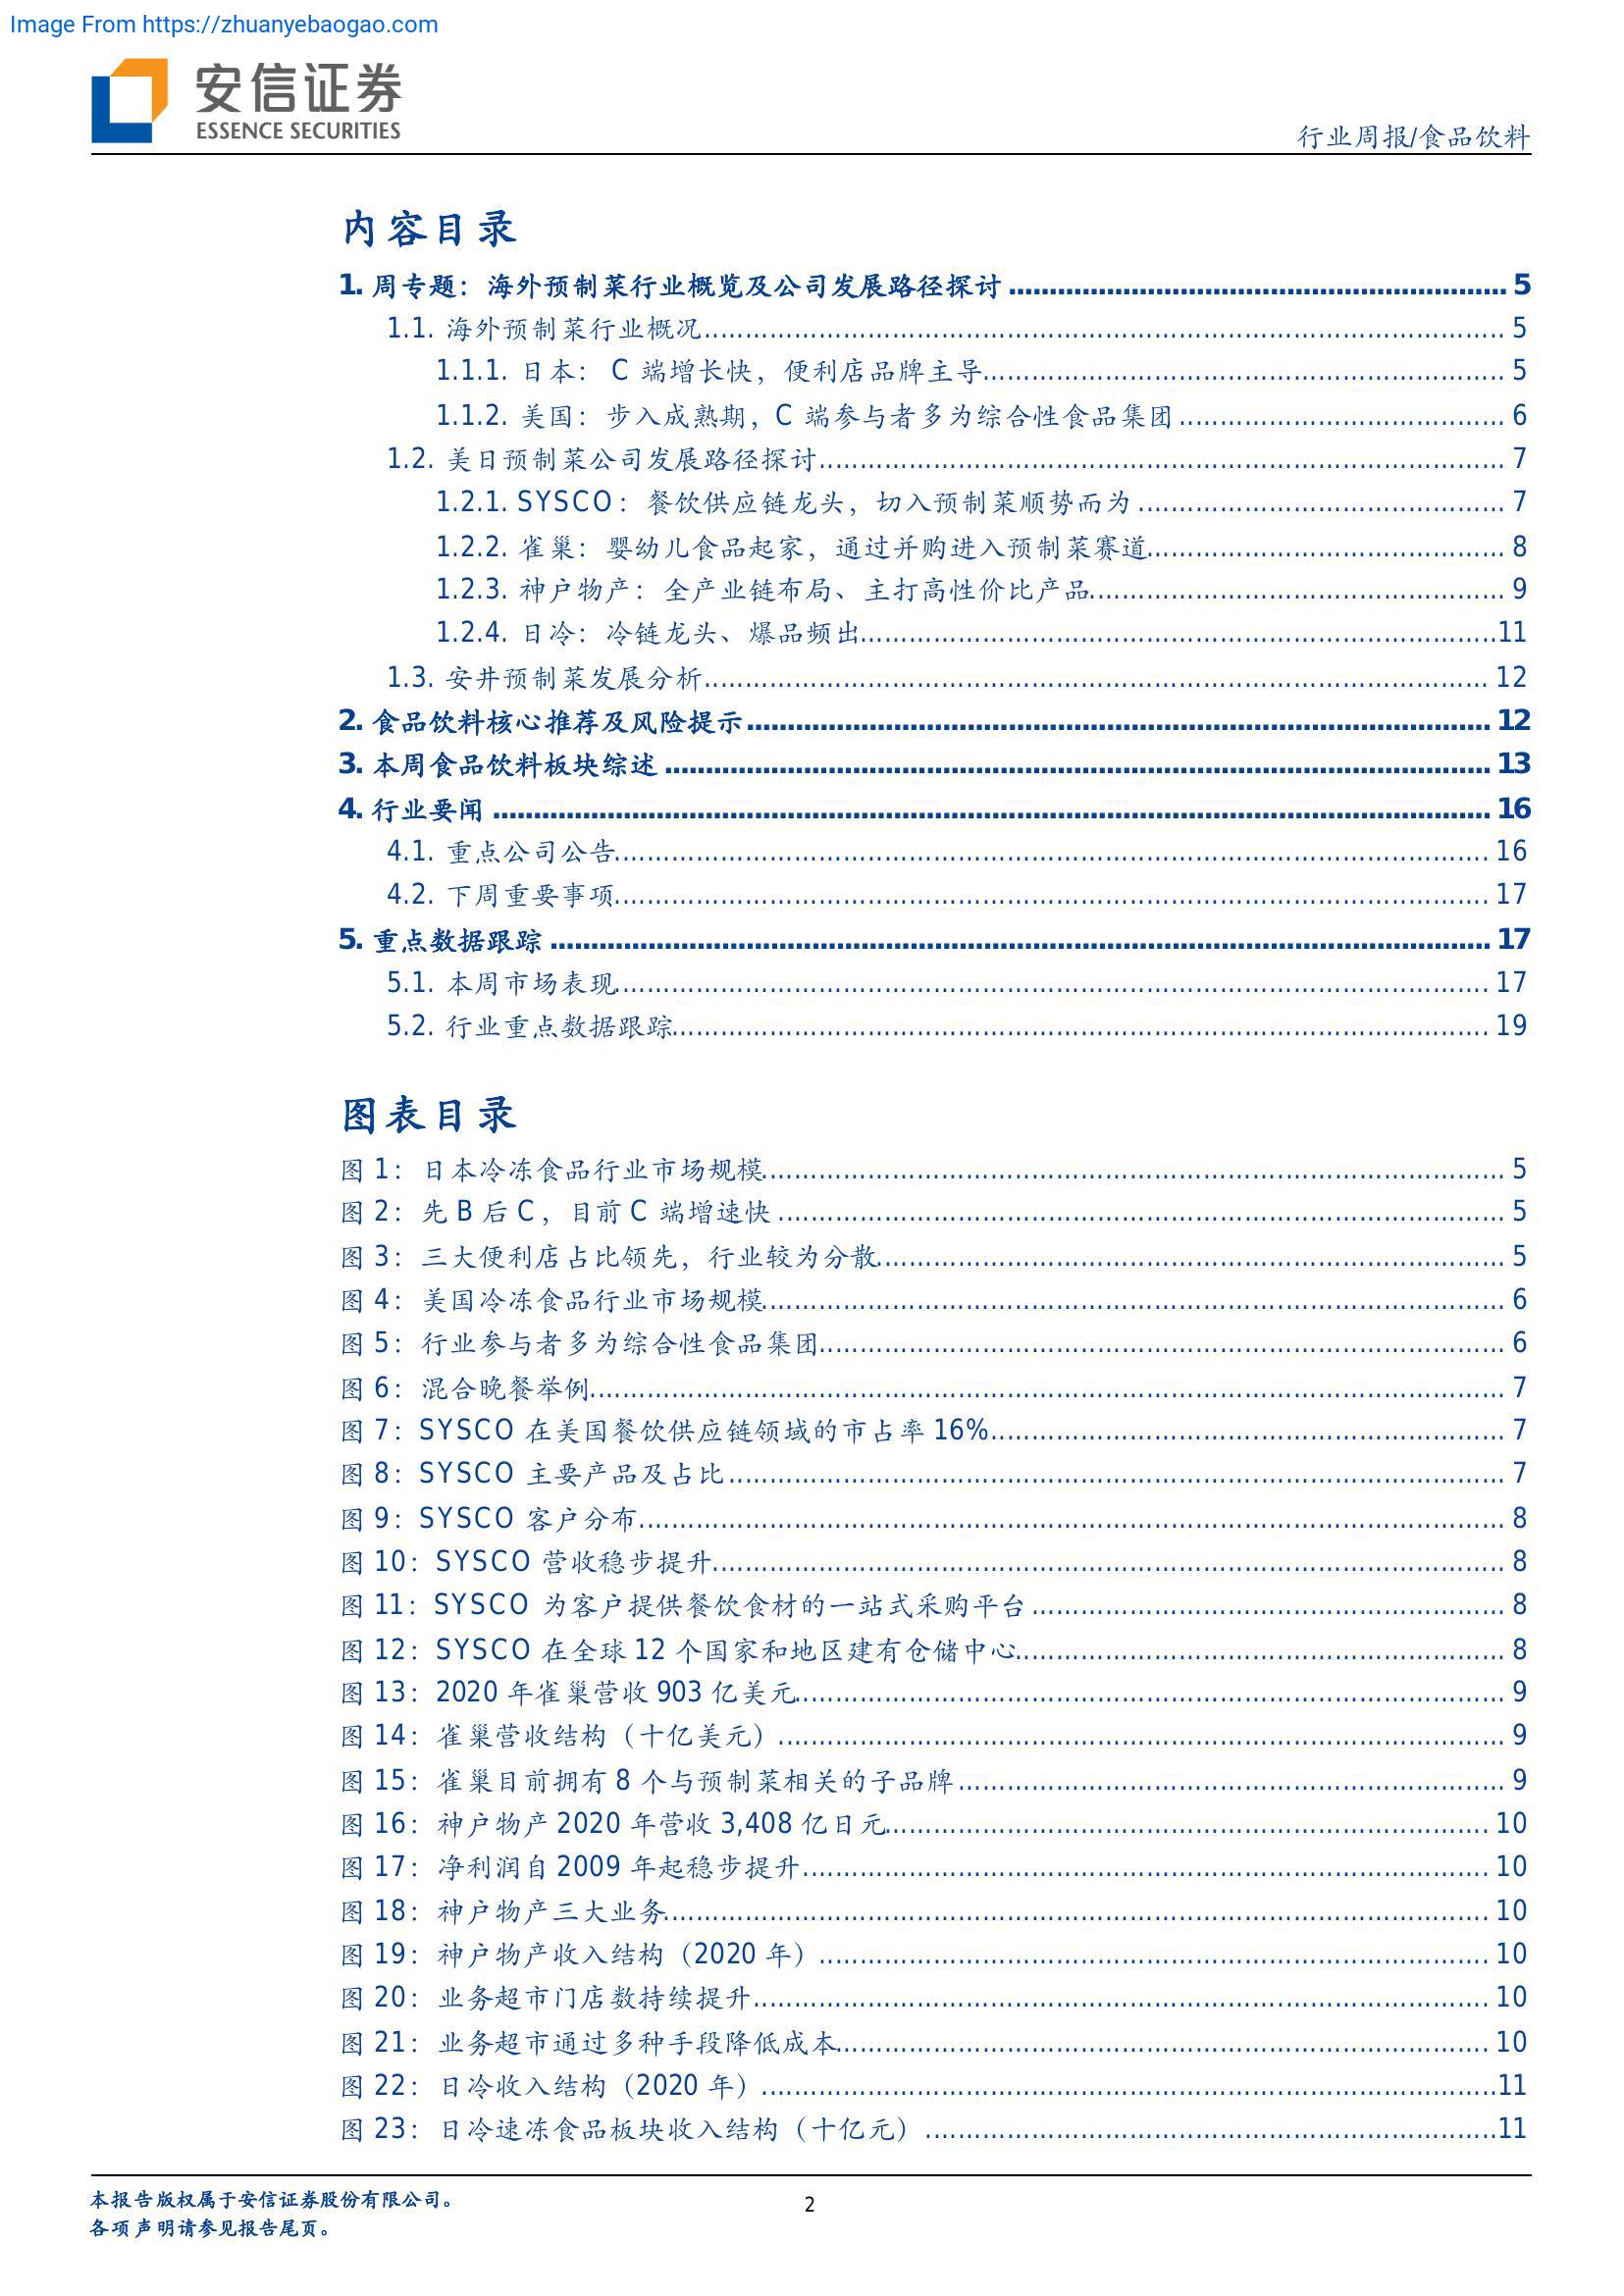 Image From https://zhuanyebaogao.com
安信证券
ESSENCE SECURITIES
行业周报/食品饮料
内容目录
1. 周专题：海外预制菜行业概览及公司发展路径探讨 5
1.1. 海外预制菜行业概况 5
1.1.1. 日本： C 端增长快，便利店品牌主导 5
1.1.2. 美国：步入成熟期，C 端参与者多为综合性食品集团 6
1.2. 美日预制菜公司发展路径探讨 7
1.2.1. SYSCO：餐饮供应链龙头，切入预制菜顺势而为 7
1.2.2. 雀巢：婴幼儿食品起家，通过并购进入预制菜赛道 8
1.2.3. 神户物产：全产业链布局、主打高性价比产品 9
1.2.4. 日冷：冷链龙头、爆品频出 11
1.3. 安井预制菜发展分析 12
2. 食品饮料核心推荐及风险提示 12
3. 本周食品饮料板块综述 13
4. 行业要闻 16
4.1. 重点公司公告 16
4.2. 下周重要事项 17
5. 重点数据跟踪 17
5.1. 本周市场表现 17
5.2. 行业重点数据跟踪 19
图表目录
图 1：日本冷冻食品行业市场规模 5
图 2：先 B 后 C，目前 C 端增速快 5
图 3：三大便利店占比领先，行业较为分散 5
图 4：美国冷冻食品行业市场规模 6
图 5：行业参与者多为综合性食品集团 6
图 6：混合晚餐举例 7
图 7：SYSCO 在美国餐饮供应链领域的市占率 16% 7
图 8：SYSCO 主要产品及占比 7
图 9：SYSCO 客户分布 8
图 10：SYSCO 营收稳步提升 8
图 11：SYSCO 为客户提供餐饮食材的一站式采购平台 8
图 12：SYSCO 在全球 12 个国家和地区建有仓储中心 8
图 13：2020 年雀巢营收 903 亿美元 9
图 14：雀巢营收结构（十亿美元） 9
图 15：雀巢目前拥有 8 个与预制菜相关的子品牌 9
图 16：神户物产 2020 年营收 3,408 亿日元 10
图 17：净利润自 2009 年起稳步提升 10
图 18：神户物产三大业务 10
图 19：神户物产收入结构（2020 年） 10
图 20：业务超市门店数持续提升 10
图 21：业务超市通过多种手段降低成本 10
图 22：日冷收入结构（2020 年） 11
图 23：日冷速冻食品板块收入结构（十亿元） 11
本报告版权属于安信证券股份有限公司。
2
各项声明请参见报告尾页。